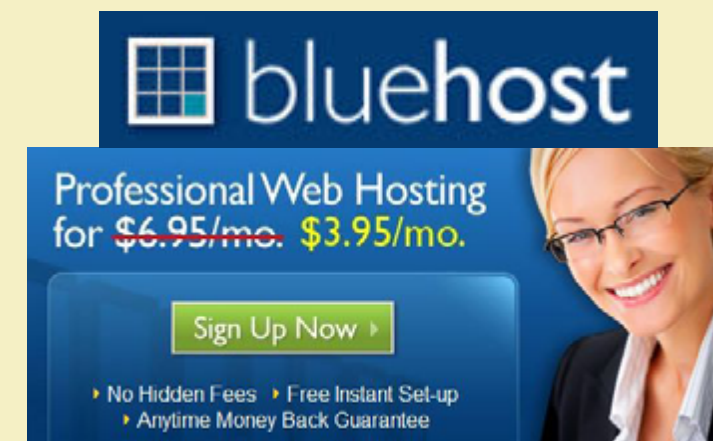 bluehost
Professional Web Hosting
for $6.95/mo. $3.95/mo.
Sign Up Now
No Hidden Fees Free Instant Set-up
Anytime Money Back Guarantee